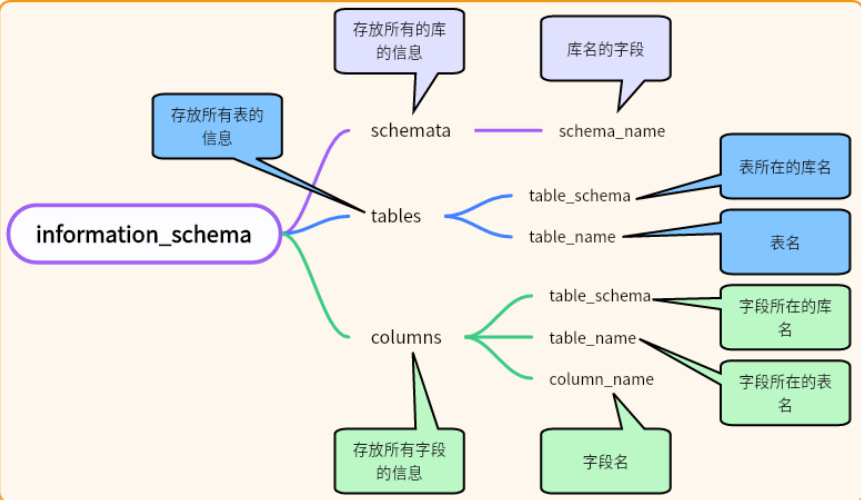 存放所有的库
的信息
库名的字段
存放所有表的
信息
schemata
schema_name
表所在的库名
table_schema
tables
information_schema
table_name
表名
table_schema
字段所在的库
名
columns
table_name
column_name
字段所在的表
名
存放所有字段
的信息
字段名